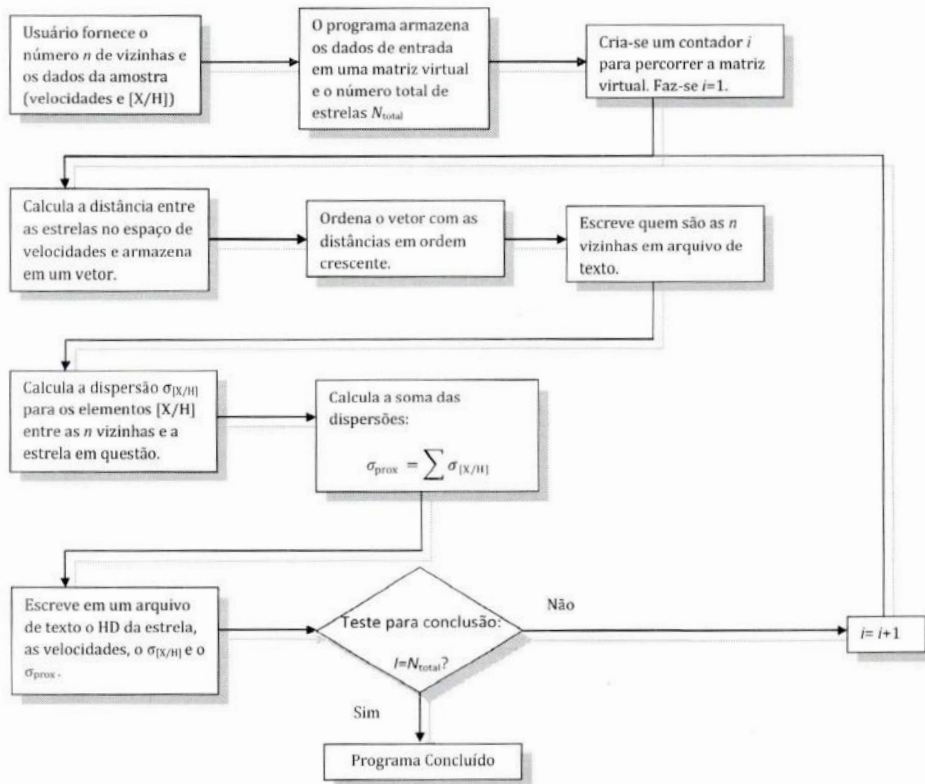 Usuário fornece o
número n de vizinhas e
os dados da amostra
(velocidades e [X/H])
O programa armazena
os dados de entrada
em uma matriz virtual
e o número total de
estrelas N_total
Cria-se um contador i
para percorrer a matriz
virtual. Faz-se i=1.
Calcula a distância entre
as estrelas no espaço de
velocidades e armazena
em um vetor.
Ordena o vetor com as
distâncias em ordem
crescente.
Escreve quem são as n
vizinhas em arquivo de
texto.
Calcula a dispersão σ[X/H]
para os elementos [X/H]
entre as n vizinhas e a
estrela em questão.
Calcula a soma das
dispersões:
σ_prox = ∑ σ[X/H]
Escreve em um arquivo
de texto o HD da estrela,
as velocidades, o σ[X/H] e o
σ_prox.
Teste para conclusão:
I=N_total?
Não
i= i+1
Sim
Programa Concluído